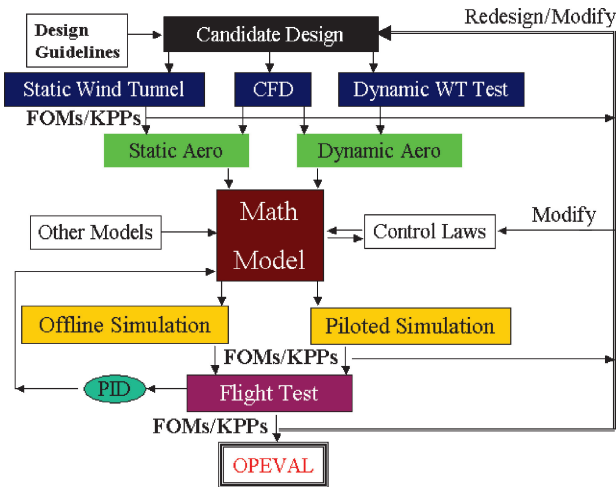 Redesign/Modify
Design
Guidelines
Candidate Design
Static Wind Tunnel
CFD
Dynamic WT Test
FOMs/KPPs
Static Aero
Dynamic Aero
Math
Model
Other Models
Control Laws
Modify
Offline Simulation
Piloted Simulation
FOMs/KPPs
PID
Flight Test
FOMs/KPPs
OPEVAL